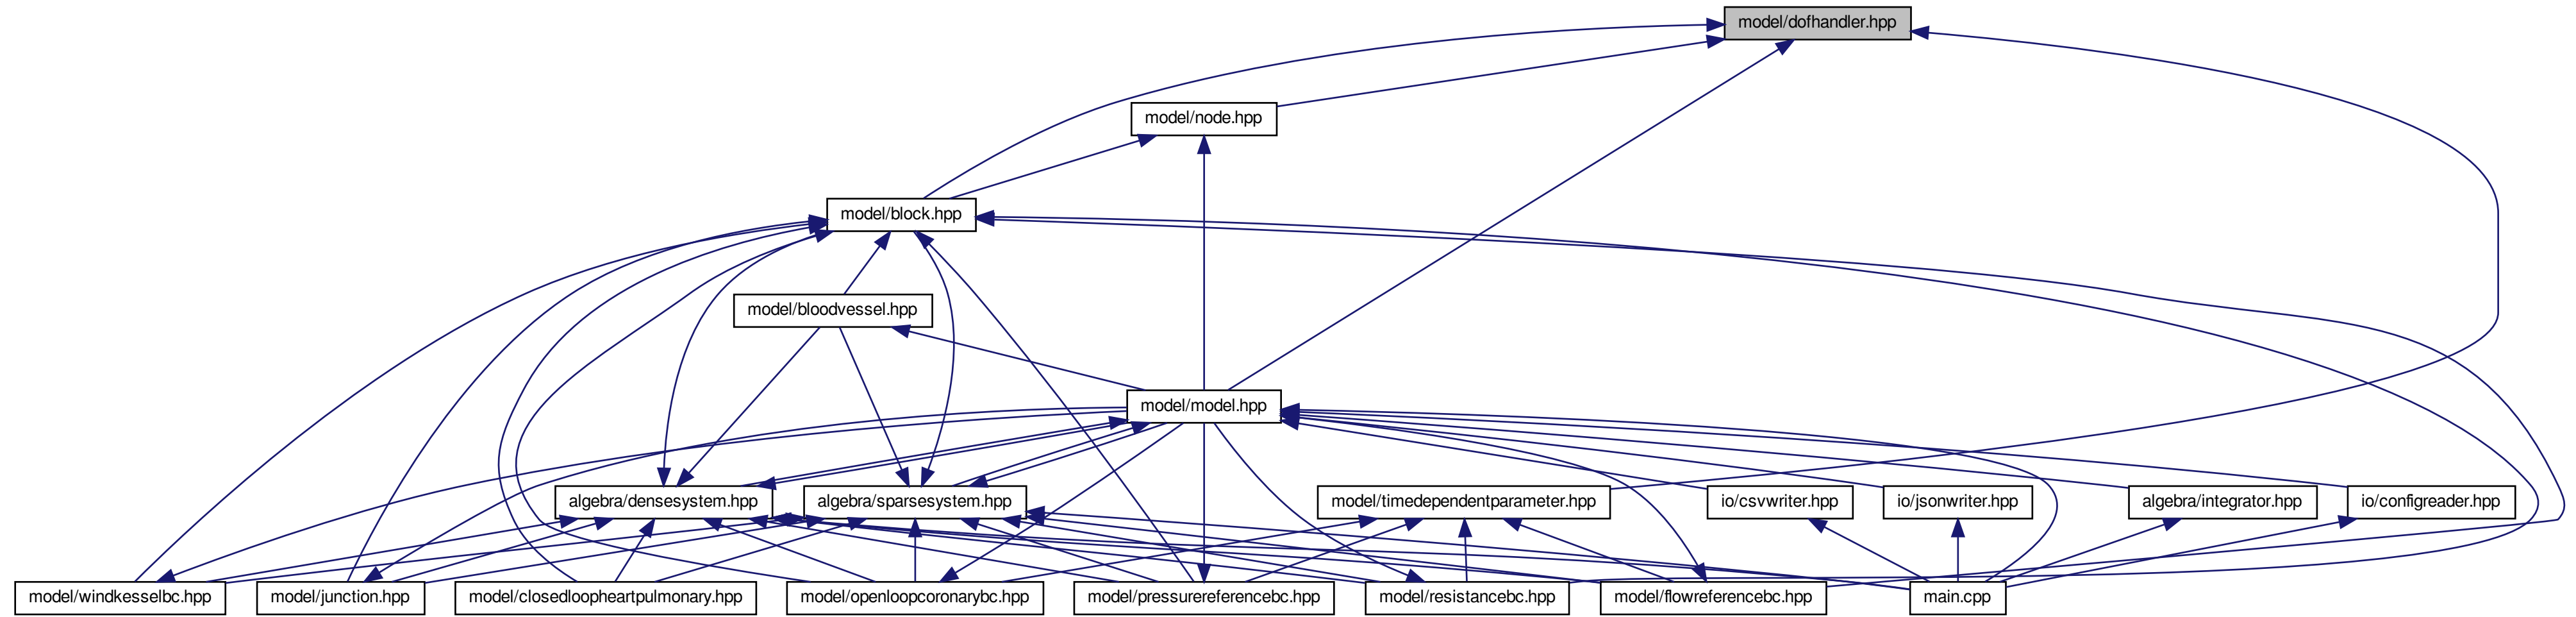 model/dofhandler.hpp
model/node.hpp
model/block.hpp
model/bloodvessel.hpp
model/model.hpp
algebra/densesystem.hpp
algebra/sparsesystem.hpp
model/timedependentparameter.hpp
io/csvwriter.hpp
io/jsonwriter.hpp
algebra/integrator.hpp
io/configreader.hpp
model/windkesselbc.hpp
model/junction.hpp
model/closedloopheartpulmonary.hpp
model/openloopcoronarybc.hpp
model/pressurereferencebc.hpp
model/resistancebc.hpp
model/flowreferencebc.hpp
main.cpp